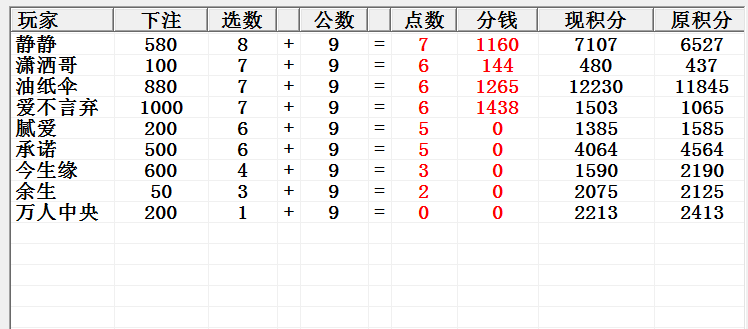 玩家 下注 选数 公数 点数 分钱 现积分 原积分
静静 580 8 + 9 = 7 1160 7107 6527
潇洒哥 100 7 + 9 = 6 144 480 437
油纸伞 880 7 + 9 = 6 1265 12230 11845
爱不言弃 1000 7 + 9 = 6 1438 1503 1065
腻爱 200 6 + 9 = 5 0 1385 1585
承诺 500 6 + 9 = 5 0 4064 4564
今生缘 600 4 + 9 = 3 0 1590 2190
余生 50 3 + 9 = 2 0 2075 2125
万人中央 200 1 + 9 = 0 0 2213 2413